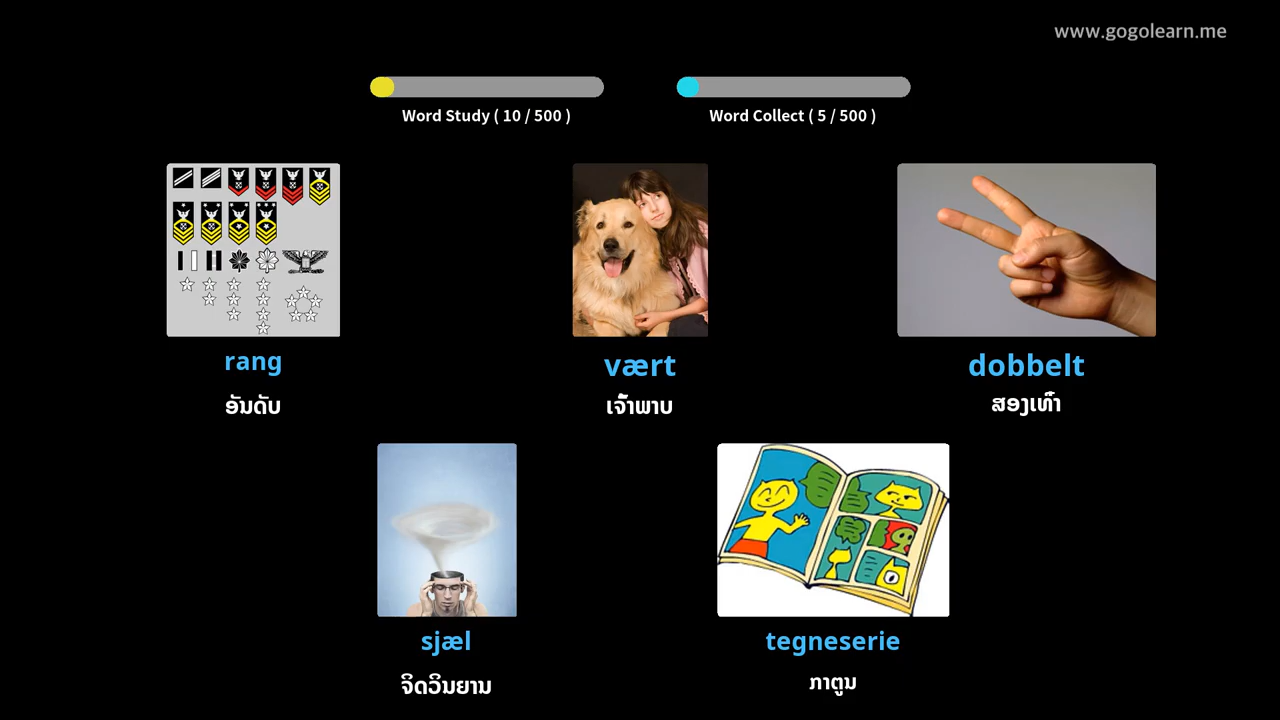 www.gogolearn.me
Word Study ( 10 / 500 )
Word Collect ( 5 / 500 )
rang
ອັນດັບ
vært
ເຈົ້າພາບ
dobbelt
ສອງເທົ່າ
sjæl
ຈິດວິນຍານ
tegneserie
ກາຕູນ